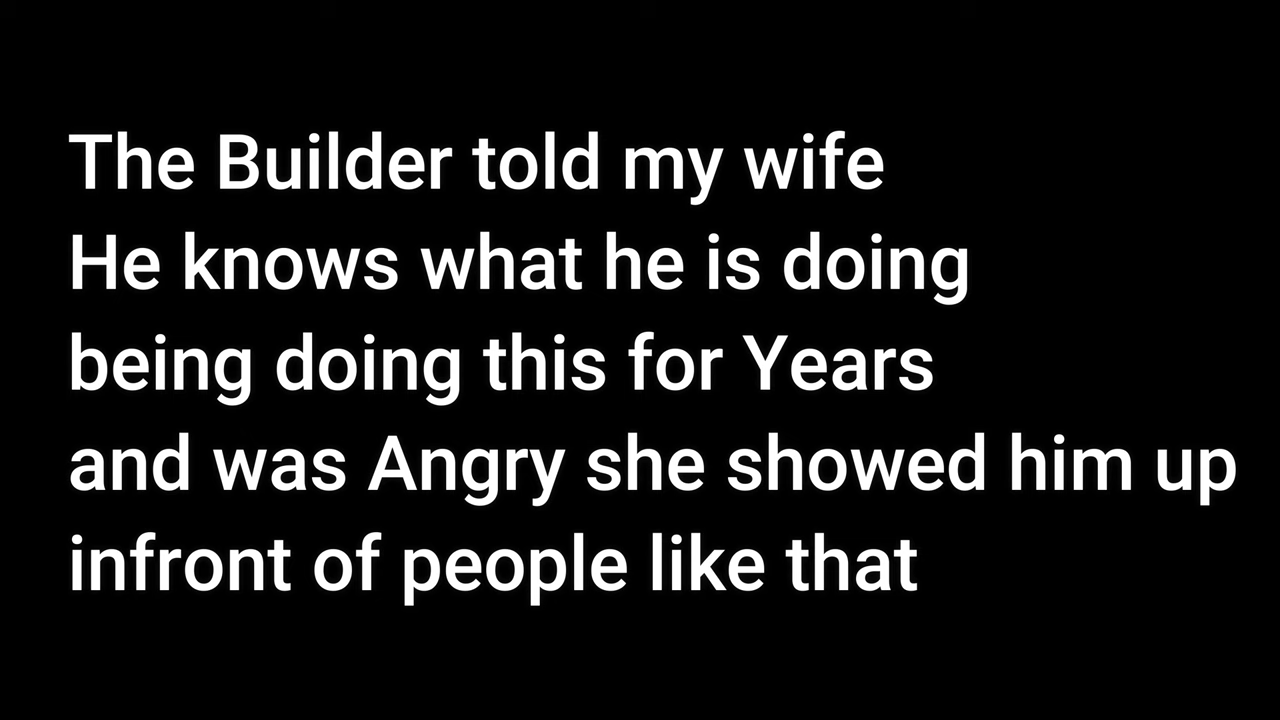 The Builder told my wife
He knows what he is doing
being doing this for Years
and was Angry she showed him up
infront of people like that